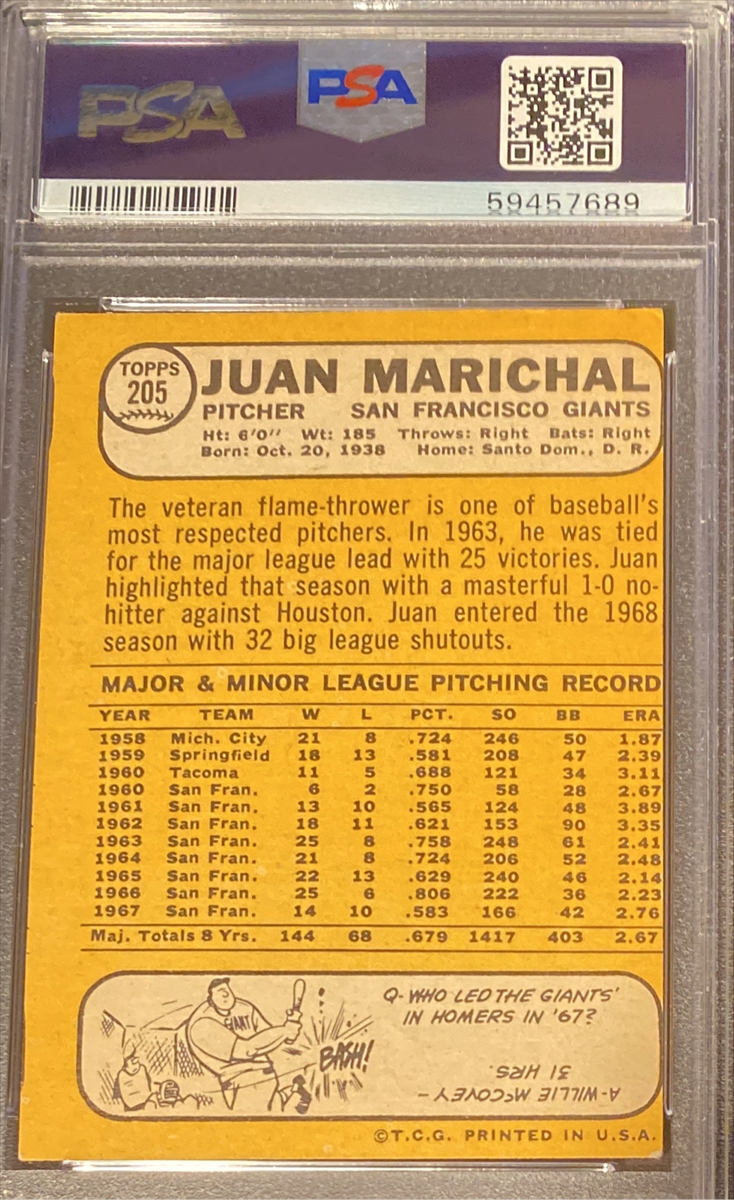 PSA PSA
59457689
TOPPS
205
JUAN MARICHAL
PITCHER SAN FRANCISCO GIANTS
Ht: 6'0" Wt: 185 Throws: Right Bats: Right
Born: Oct. 20, 1938 Home: Santo Dom., D. R.
The veteran flame-thrower is one of baseball's
most respected pitchers. In 1963, he was tied
for the major league lead with 25 victories. Juan
highlighted that season with a masterful 1-0 no-
hitter against Houston. Juan entered the 1968
season with 32 big league shutouts.
MAJOR & MINOR LEAGUE PITCHING RECORD
YEAR TEAM W L PCT. SO BB ERA
1958 Mich. City 21 8 .724 246 50 1.87
1959 Springfield 18 13 .581 208 47 2.39
1960 Tacoma 11 5 .688 121 34 3.11
1960 San Fran. 6 2 .750 58 28 2.67
1961 San Fran. 13 10 .565 124 48 3.89
1962 San Fran. 18 11 .621 153 90 3.35
1963 San Fran. 25 8 .758 248 61 2.41
1964 San Fran. 21 8 .724 206 52 2.48
1965 San Fran. 22 13 .629 240 46 2.14
1966 San Fran. 25 6 .806 222 36 2.23
1967 San Fran. 14 10 .583 166 42 2.76
Maj. Totals 8 Yrs. 144 68 .679 1417 403 2.67
Q-WHO LED THE GIANTS'
IN HOMERS IN '67?
GIANTS
BASH!
A-WILLIE McCOVEY-
31 HRS.
©T.C.G. PRINTED IN U.S.A.